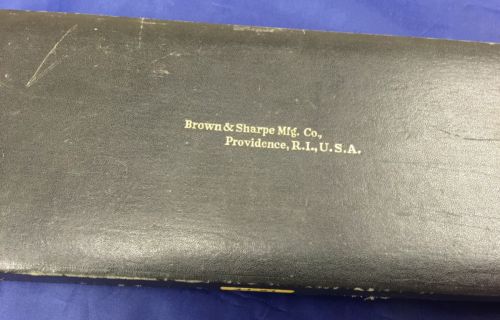 Brown & Sharpe Mfg. Co.,
Providence, R.I., U.S.A.